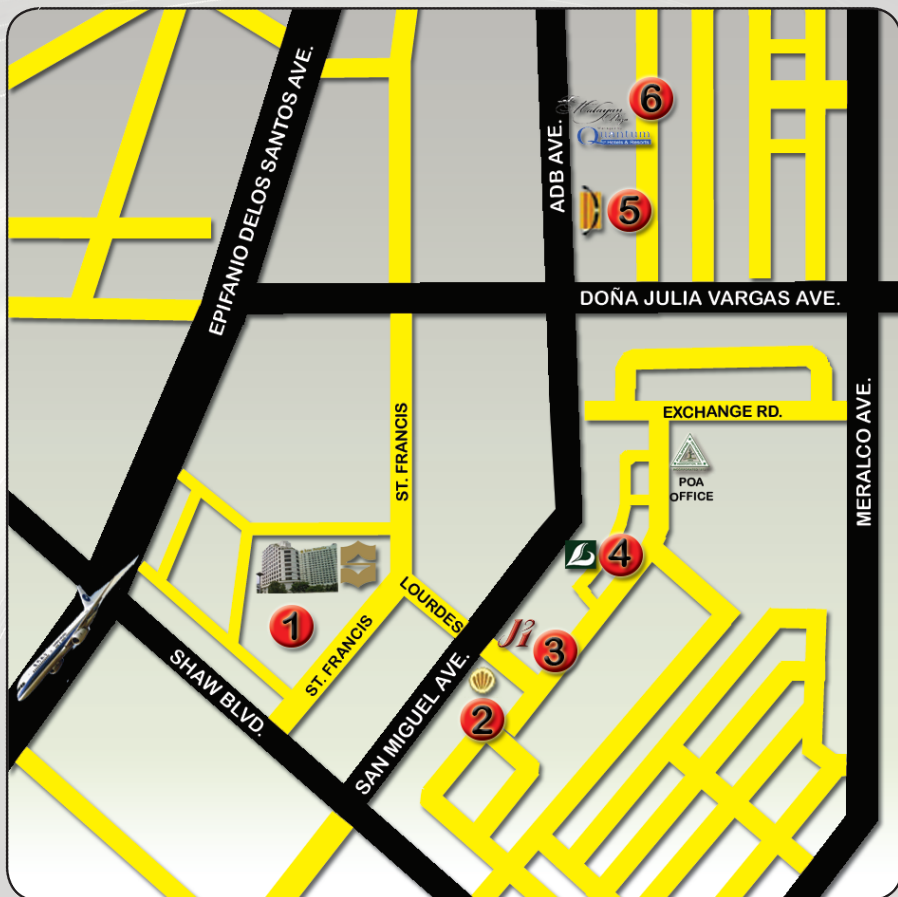 EPIFANIO DELOS SANTOS AVE.
6
ADB AVE.
Quantum
5
DOÑA JULIA VARGAS AVE.
EXCHANGE RD.
ST. FRANCIS
MERALCO AVE.
POA
OFFICE
4
1
LOURDES
ST. FRANCIS
3
SHAW BLVD.
SAN MIGUEL AVE.
2